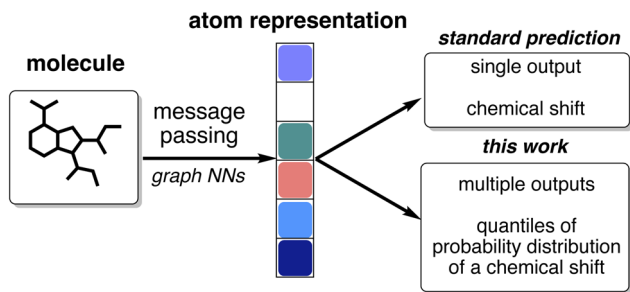 molecule
message
passing
graph NNs
atom representation
standard prediction
single output
chemical shift
this work
multiple outputs
quantiles of
probability distribution
of a chemical shift